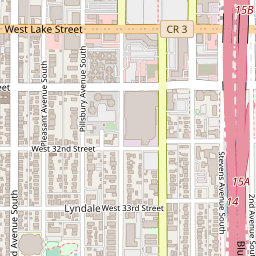 15B
West Lake Street
CR 3
Pleasant Avenue South
Pillsbury Avenue South
West 32nd Street
Stevens Avenue South
15A
14
Lyndale
West 33rd Street
2nd Avenue South
d Avenue South
Blu